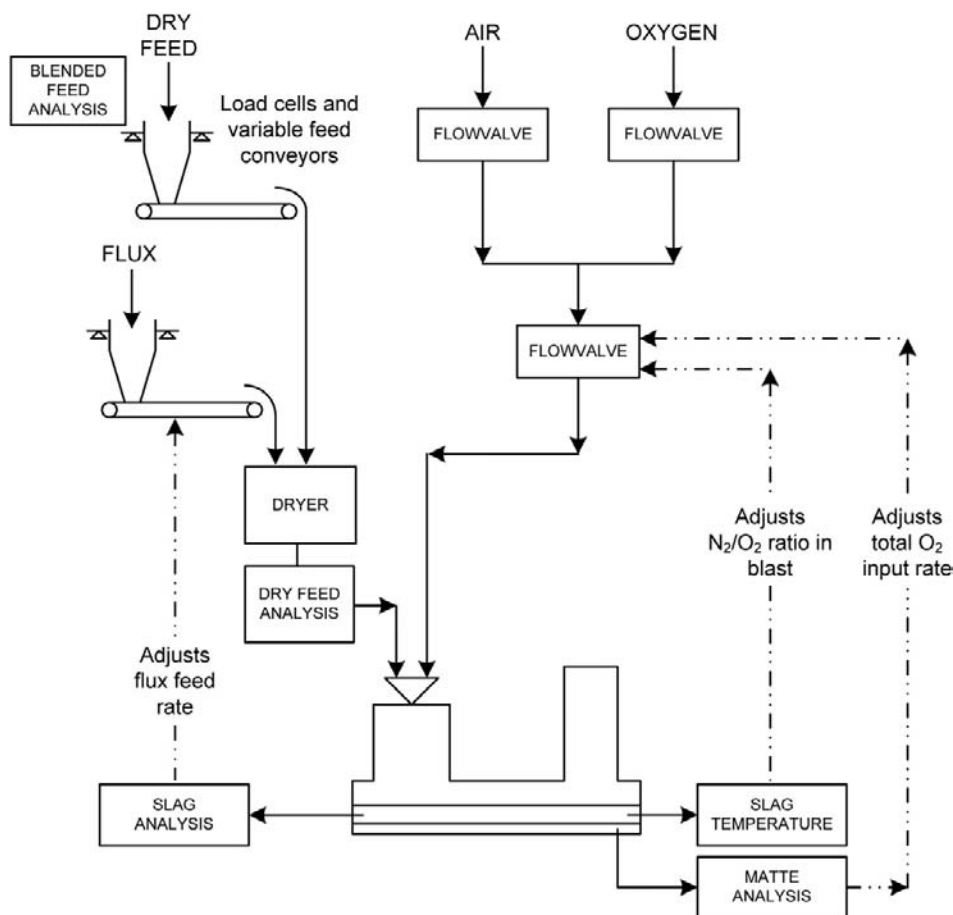 DRY
FEED
BLENDED
FEED
ANALYSIS
Load cells and
variable feed
conveyors
AIR
OXYGEN
FLOWVALVE
FLOWVALVE
FLUX
FLOWVALVE
DRYER
DRY FEED
ANALYSIS
Adjusts
flux feed
rate
Adjusts
N₂/O₂ ratio in
blast
Adjusts
total O₂
input rate
SLAG
ANALYSIS
SLAG
TEMPERATURE
MATTE
ANALYSIS